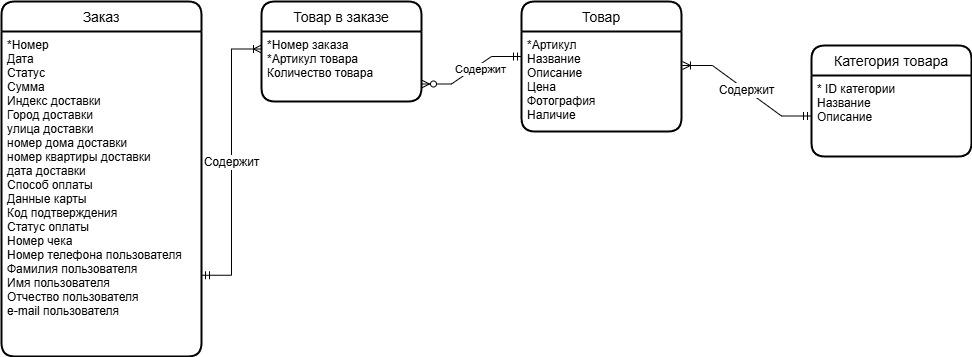 Заказ
*Номер
Дата
Статус
Сумма
Индекс доставки
Город доставки
улица доставки
номер дома доставки
номер квартиры доставки
дата доставки
Способ оплаты
Данные карты
Код подтверждения
Статус оплаты
Номер чека
Номер телефона пользователя
Фамилия пользователя
Имя пользователя
Отчество пользователя
e-mail пользователя
Содержит
Товар в заказе
*Номер заказа
*Артикул товара
Количество товара
Содержит
Товар
*Артикул
Название
Описание
Цена
Фотография
Наличие
Содержит
Категория товара
* ID категории
Название
Описание